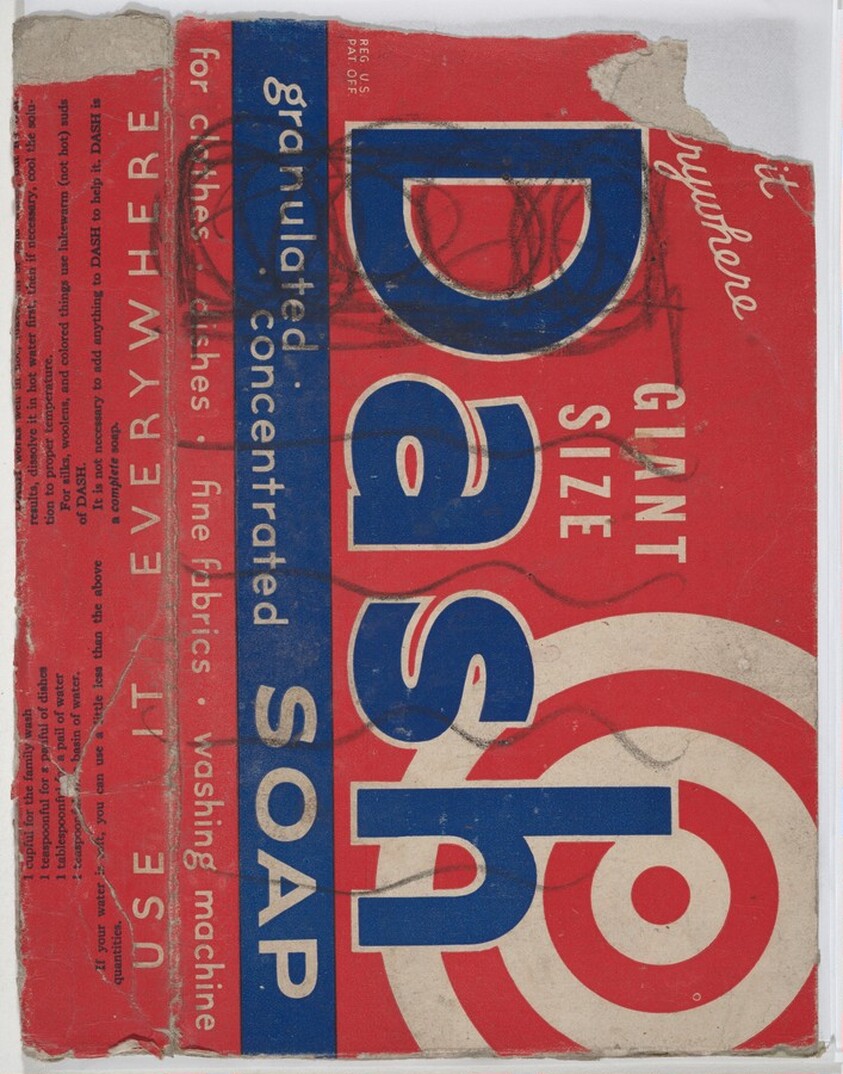 it
rywhere
GIANT
SIZE
Dash
REG U.S.
PAT OFF.
granulated · concentrated SOAP
for clothes · dishes · fine fabrics · washing machine
USE IT EVERYWHERE
results, dissolve it in hot water first, then if necessary, cool the solu-
tion to proper temperature.
For silks, woolens, and colored things use lukewarm (not hot) suds
of DASH.
It is not necessary to add anything to DASH to help it. DASH is
a complete soap.
1 cupful for the family wash
1 teaspoonful for a panful of dishes
1 tablespoonful a pail of water
1 basin of water.
If your water is soft, you can use a little less than the above
quantities.